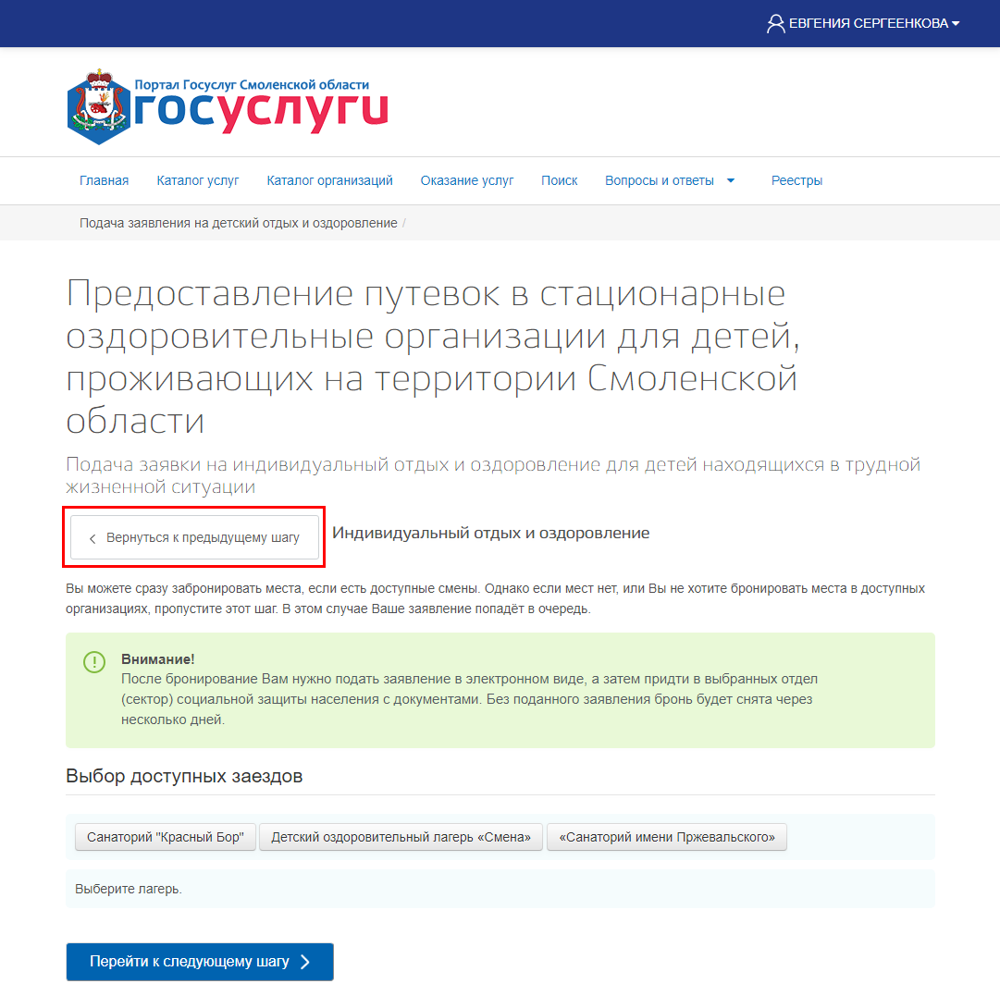 ЕВГЕНИЯ СЕРГЕЕНКОВА
Портал Госуслуг Смоленской области
госуслуги
Главная Каталог услуг Каталог организаций Оказание услуг Поиск Вопросы и ответы Реестры
Подача заявления на детский отдых и оздоровление /
Предоставление путевок в стационарные
оздоровительные организации для детей,
проживающих на территории Смоленской
области
Подача заявки на индивидуальный отдых и оздоровление для детей находящихся в трудной
жизненной ситуации
Вернуться к предыдущему шагу Индивидуальный отдых и оздоровление
Вы можете сразу забронировать места, если есть доступные смены. Однако если мест нет, или Вы не хотите бронировать места в доступных
организациях, пропустите этот шаг. В этом случае Ваше заявление попадёт в очередь.
Внимание!
После бронирование Вам нужно подать заявление в электронном виде, а затем придти в выбранных отдел
(сектор) социальной защиты населения с документами. Без поданного заявления бронь будет снята через
несколько дней.
Выбор доступных заездов
Санаторий "Красный Бор" Детский оздоровительный лагерь «Смена» «Санаторий имени Пржевальского»
Выберите лагерь.
Перейти к следующему шагу